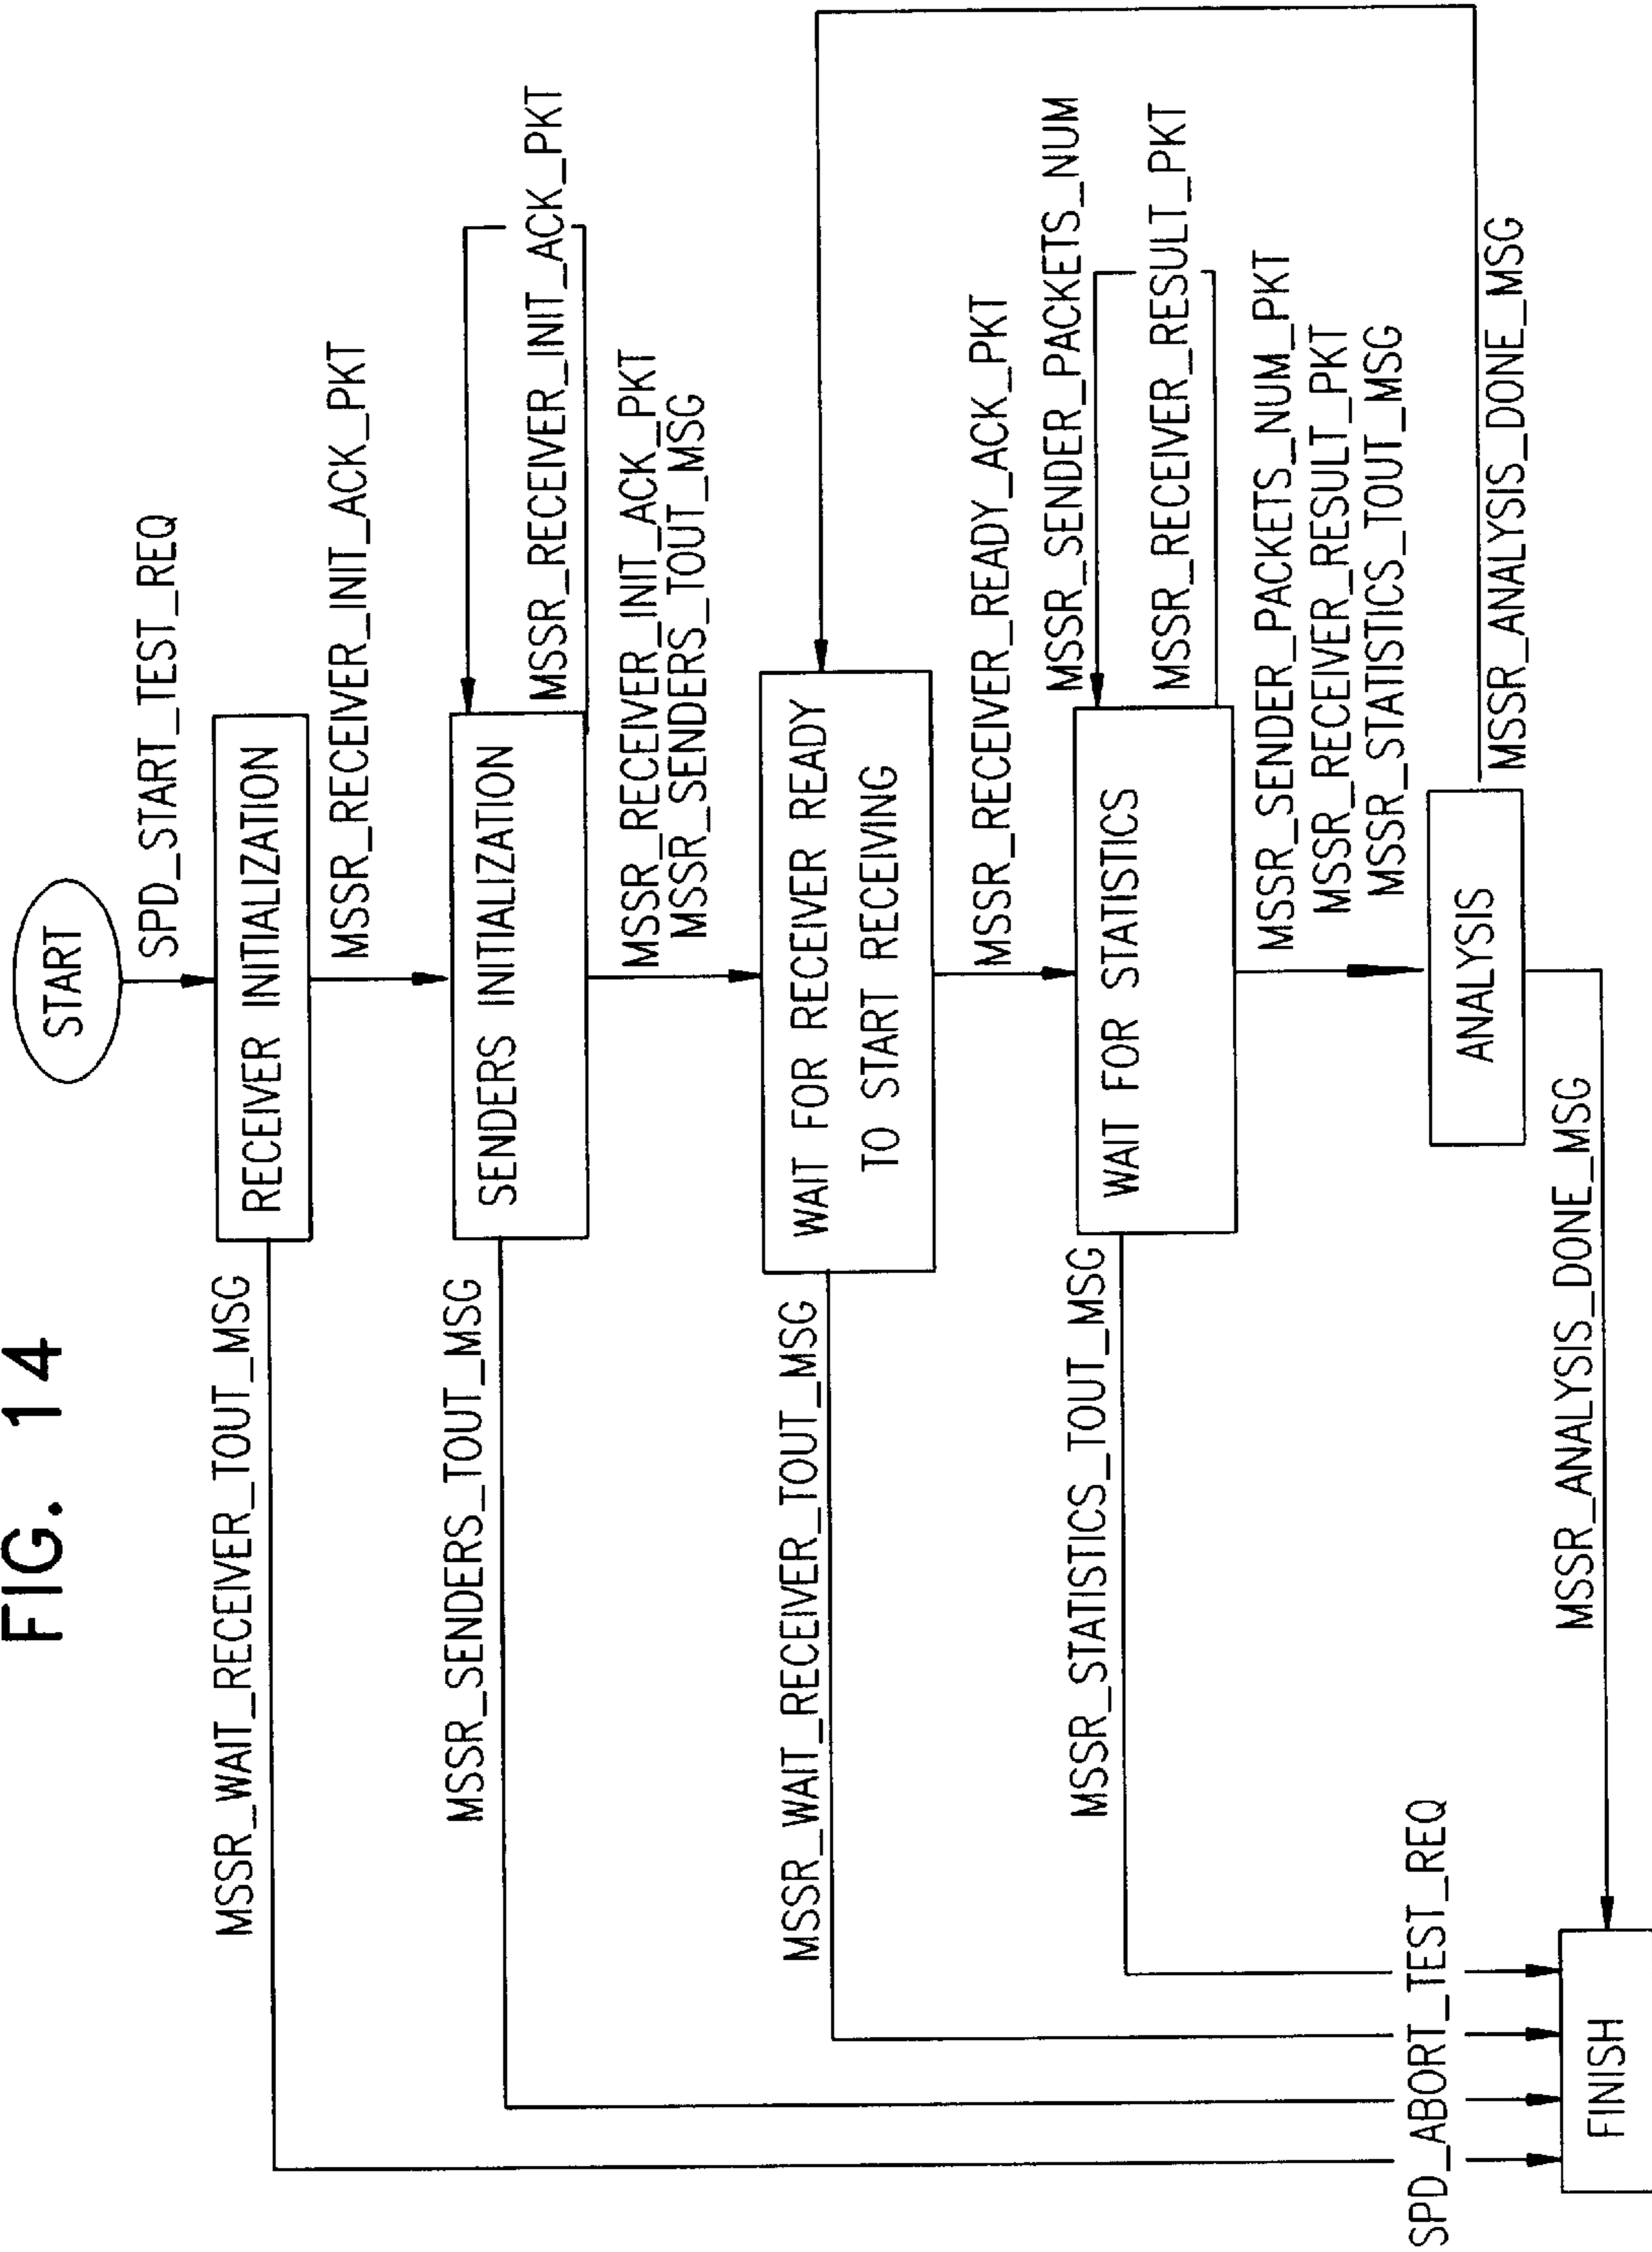 FIG. 14
START
SPD_START_TEST_REQ
RECEIVER INITIALIZATION
MSSR_WAIT_RECEIVER_TOUT_MSG
MSSR_RECEIVER_INIT_ACK_PKT
SENDERS INITIALIZATION
MSSR_SENDERS_TOUT_MSG
MSSR_RECEIVER_INIT_ACK_PKT
MSSR_RECEIVER_INIT_ACK_PKT
MSSR_SENDERS_TOUT_MSG
WAIT FOR RECEIVER READY
TO START RECEIVING
MSSR_WAIT_RECEIVER_TOUT_MSG
MSSR_RECEIVER_READY_ACK_PKT
MSSR_SENDER_PACKETS_NUM
WAIT FOR STATISTICS
MSSR_STATISTICS_TOUT_MSG
MSSR_RECEIVER_RESULT_PKT
MSSR_SENDER_PACKETS_NUM_PKT
MSSR_RECEIVER_RESULT_PKT
MSSR_STATISTICS_TOUT_MSG
SPD_ABORT_TEST_REQ
ANALYSIS
MSSR_ANALYSIS_DONE_MSG
MSSR_ANALYSIS_DONE_MSG
FINISH